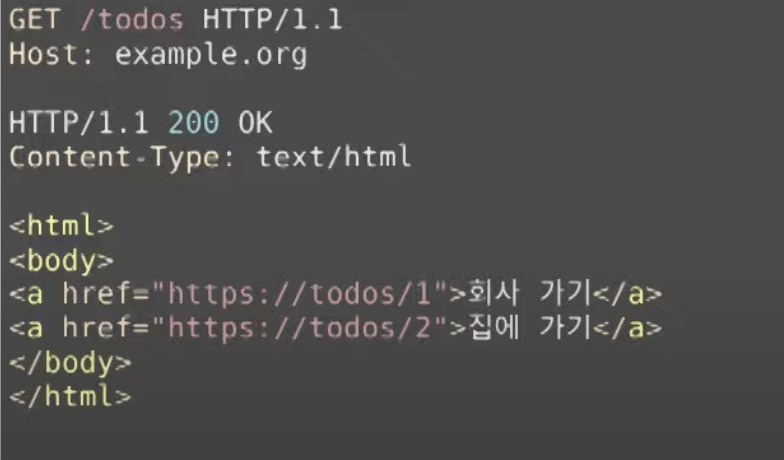 GET /todos HTTP/1.1
Host: example.org
HTTP/1.1 200 OK
Content-Type: text/html
<html>
<body>
<a href="https://todos/1">회사 가기</a>
<a href="https://todos/2">집에 가기</a>
</body>
</html>